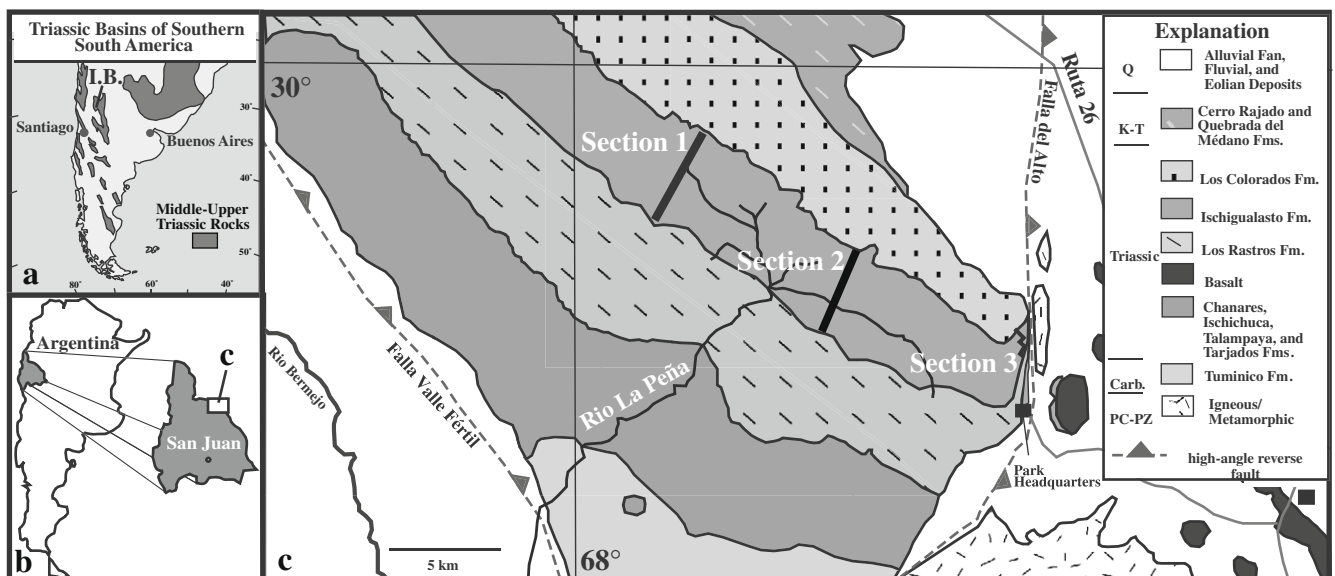 Triassic Basins of Southern
South America
I.B.
30°
Santiago
Buenos Aires
40°
Middle-Upper
Triassic Rocks
50°
a
80°
60°
40°
Argentina
c
San Juan
b
30°
Section 1
Section 2
Section 3
Ruta 26
Falla del Alto
Rio Bermejo
Falla Valle Fértil
Rio La Peña
Park
Headquarters
c
5 km
68°
Explanation
Q
Alluvial Fan,
Fluvial, and
Eolian Deposits
K-T
Cerro Rajado and
Quebrada del
Médano Fms.
Los Colorados Fm.
Ischigualasto Fm.
Triassic
Los Rastros Fm.
Basalt
Chanares,
Ischichuca,
Talampaya, and
Tarjados Fms.
Carb.
Tuminico Fm.
PC-PZ
Igneous/
Metamorphic
high-angle reverse
fault